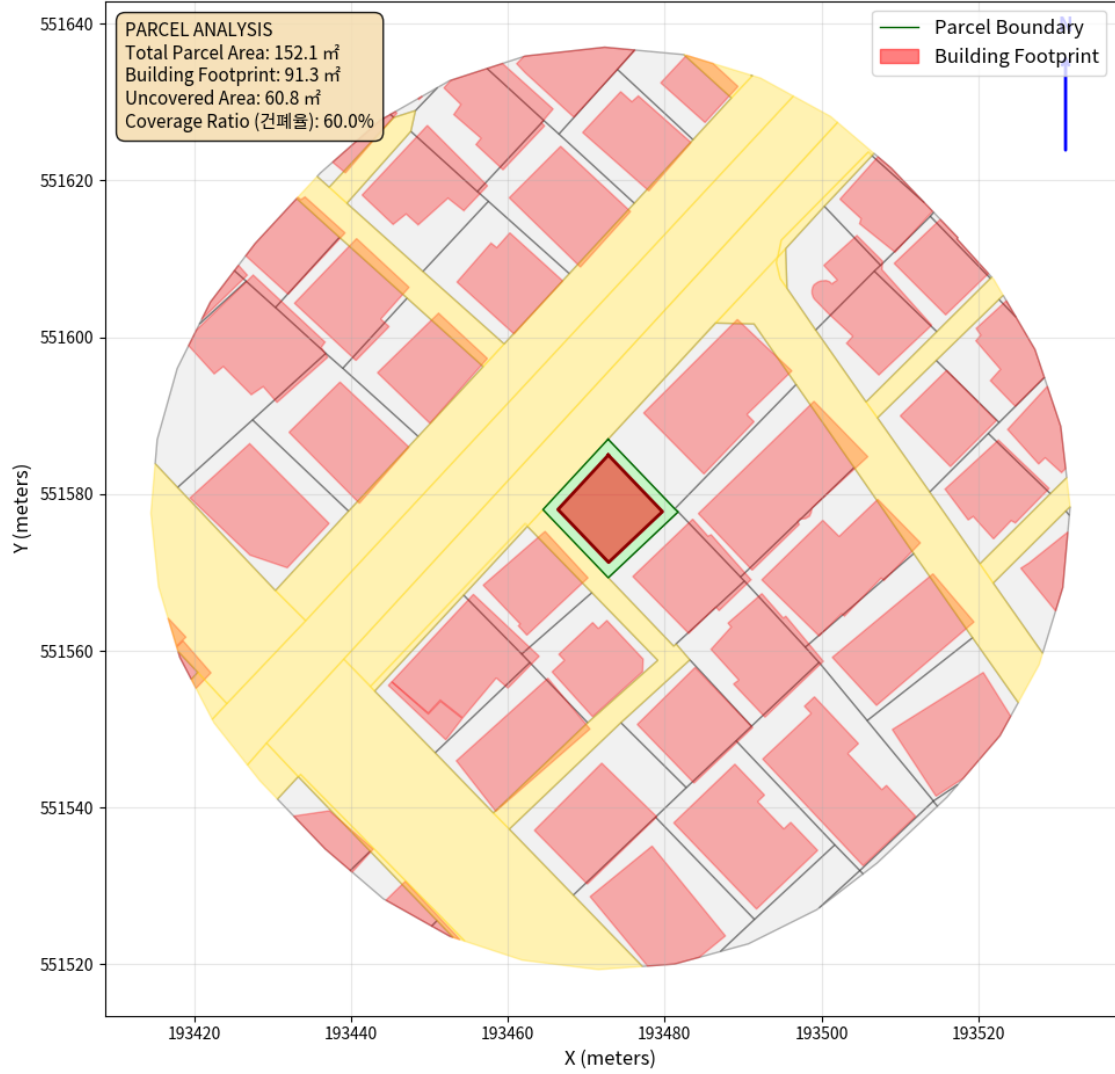 PARCEL ANALYSIS
Total Parcel Area: 152.1 ㎡
Building Footprint: 91.3 ㎡
Uncovered Area: 60.8 ㎡
Coverage Ratio (건폐율): 60.0%
Parcel Boundary
Building Footprint
N
551640
551620
551600
551580
551560
551540
551520
Y (meters)
193420
193440
193460
193480
193500
193520
X (meters)